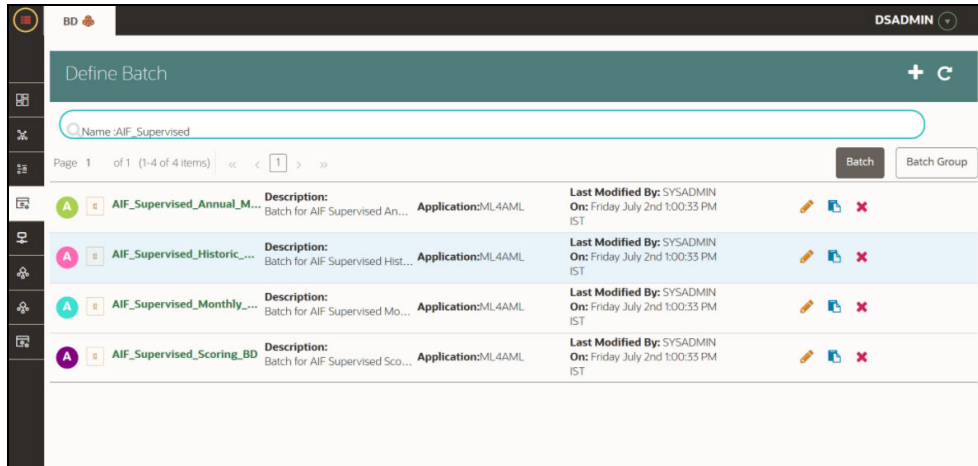 BD
DSADMIN
Define Batch
Name :AIF_Supervised
Page 1 of 1 (1-4 of 4 items) « < 1 > »
Batch
Batch Group
A
AIF_Supervised_Annual_M...
Description:
Batch for AIF Supervised An...
Application:ML4AML
Last Modified By: SYSADMIN
On: Friday July 2nd 1:00:33 PM
IST
A
AIF_Supervised_Historic_...
Description:
Batch for AIF Supervised Hist...
Application:ML4AML
Last Modified By: SYSADMIN
On: Friday July 2nd 1:00:33 PM
IST
A
AIF_Supervised_Monthly_...
Description:
Batch for AIF Supervised Mo...
Application:ML4AML
Last Modified By: SYSADMIN
On: Friday July 2nd 1:00:33 PM
IST
A
AIF_Supervised_Scoring_BD
Description:
Batch for AIF Supervised Sco...
Application:ML4AML
Last Modified By: SYSADMIN
On: Friday July 2nd 1:00:33 PM
IST